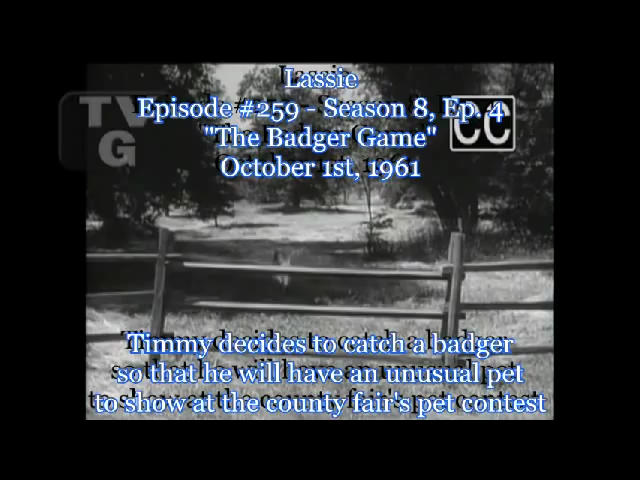 Lassie
TV
Episode #259 - Season 8, Ep. 4
CC
"The Badger Game"
G
October 1st, 1961
Timmy decides to catch a badger
so that he will have an unusual pet
to show at the county fair's pet contest